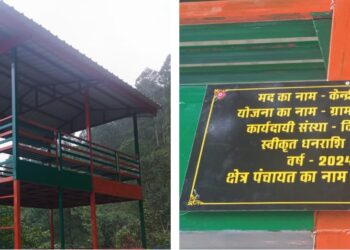 मद का नाम - केन्द्र
योजना का नाम - ग्राम
कार्यदायी संस्था -
स्वीकृत धनराशि
वर्ष - 2024
क्षेत्र पंचायत का नाम